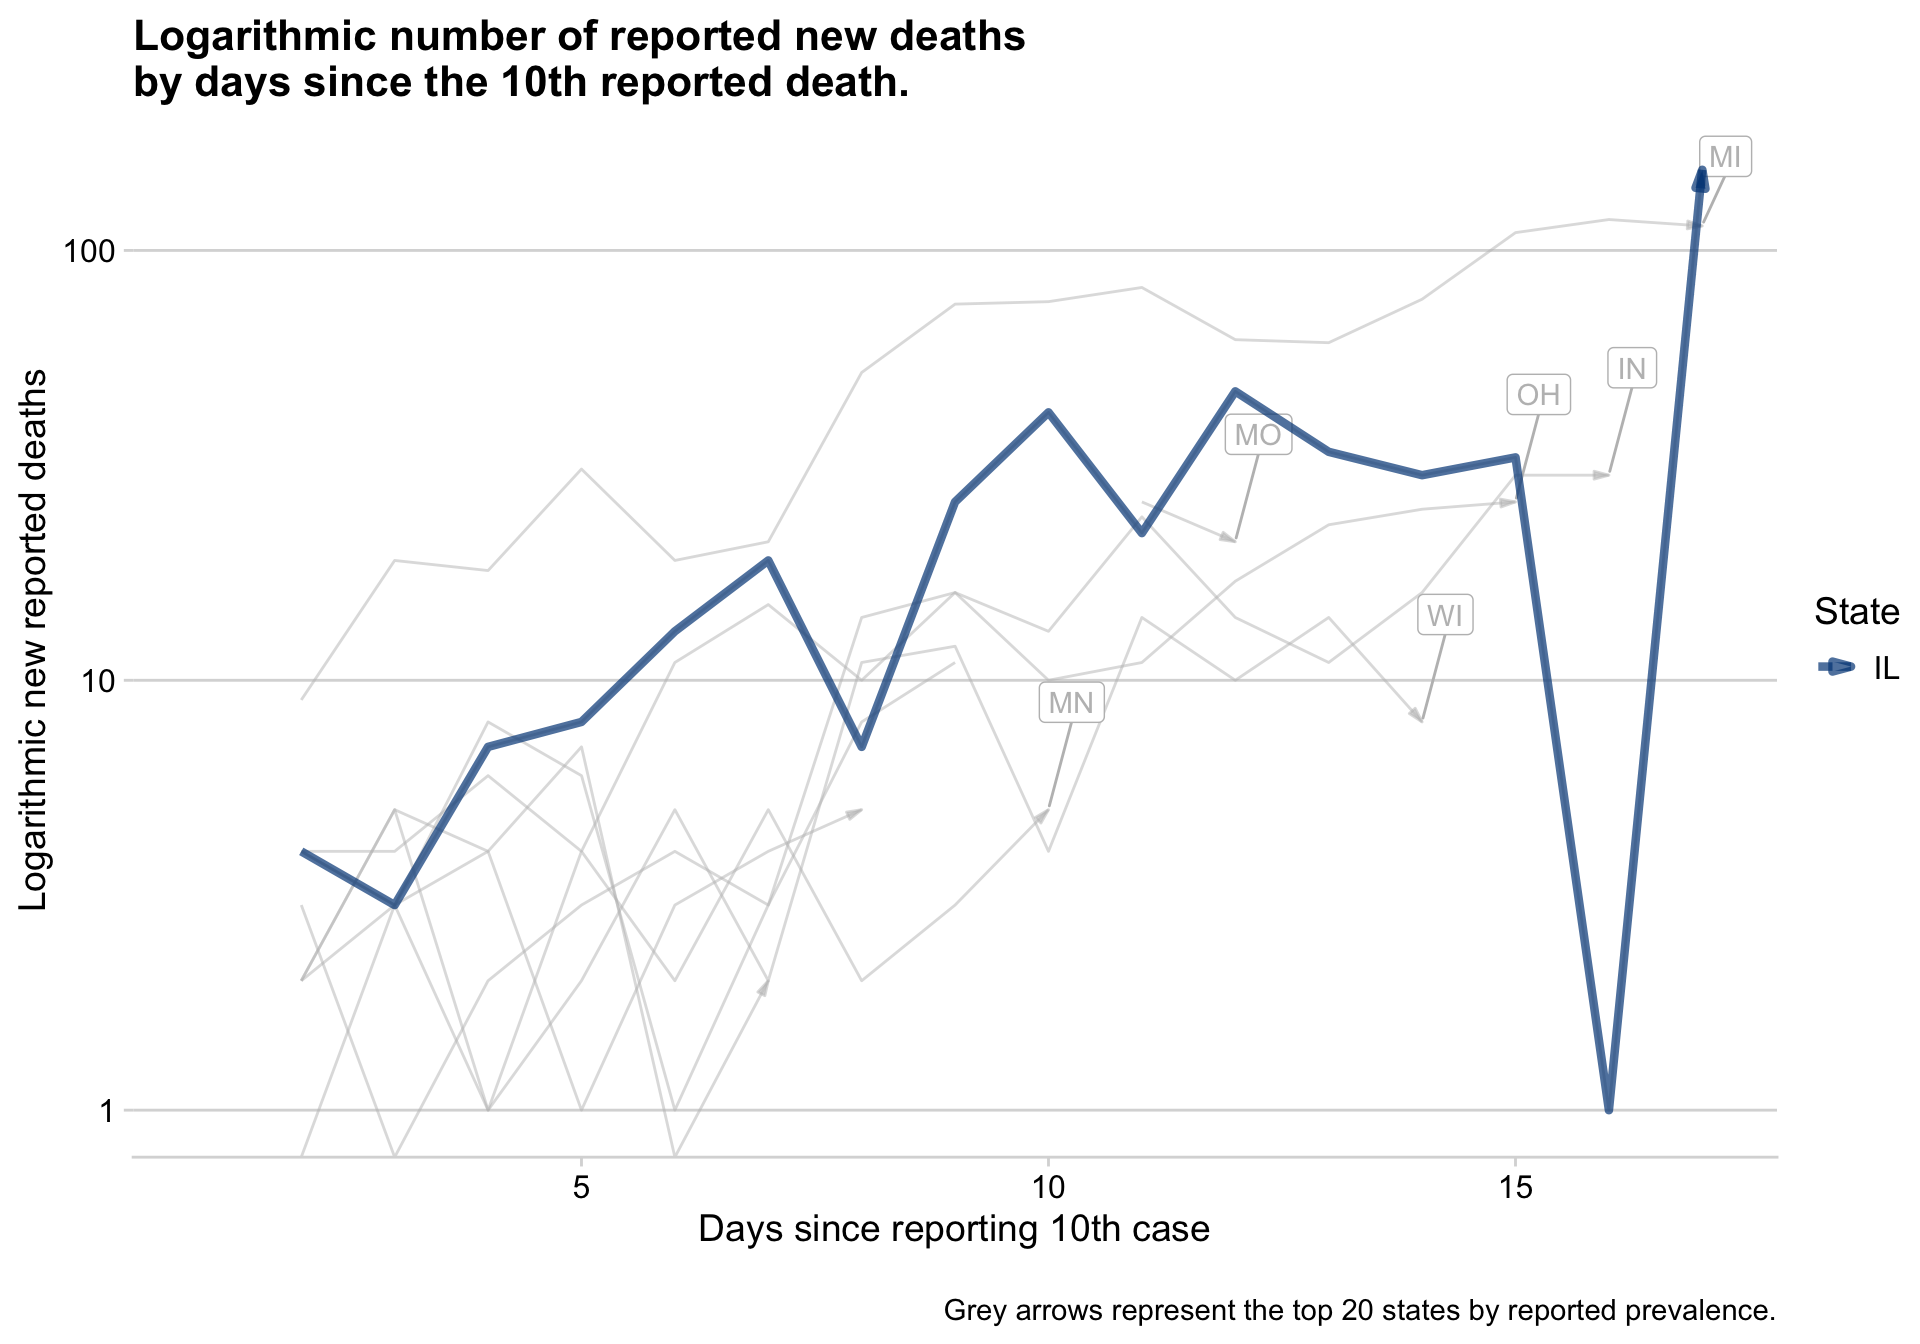 Logarithmic number of reported new deaths
by days since the 10th reported death.
MI
100
IN
OH
MO
WI
State
IL
10
MN
1
Logarithmic new reported deaths
5
10
15
Days since reporting 10th case
Grey arrows represent the top 20 states by reported prevalence.